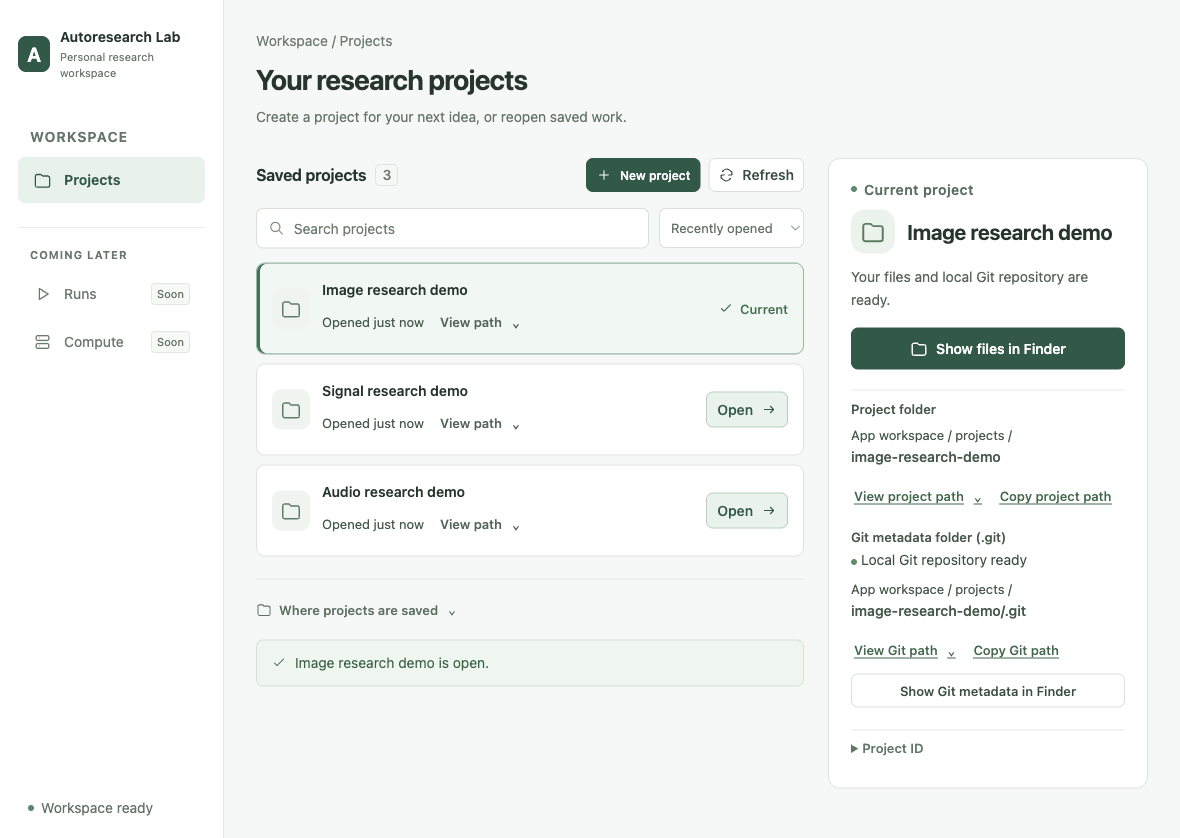 A
Autoresearch Lab
Personal research
workspace
WORKSPACE
Projects
COMING LATER
Runs Soon
Compute Soon
Workspace ready
Workspace / Projects
Your research projects
Create a project for your next idea, or reopen saved work.
Saved projects 3
New project
Refresh
Search projects
Recently opened
Image research demo
Opened just now View path
Current
Signal research demo
Opened just now View path
Open
Audio research demo
Opened just now View path
Open
Where projects are saved
Image research demo is open.
Current project
Image research demo
Your files and local Git repository are
ready.
Show files in Finder
Project folder
App workspace / projects /
image-research-demo
View project path Copy project path
Git metadata folder (.git)
Local Git repository ready
App workspace / projects /
image-research-demo/.git
View Git path Copy Git path
Show Git metadata in Finder
Project ID